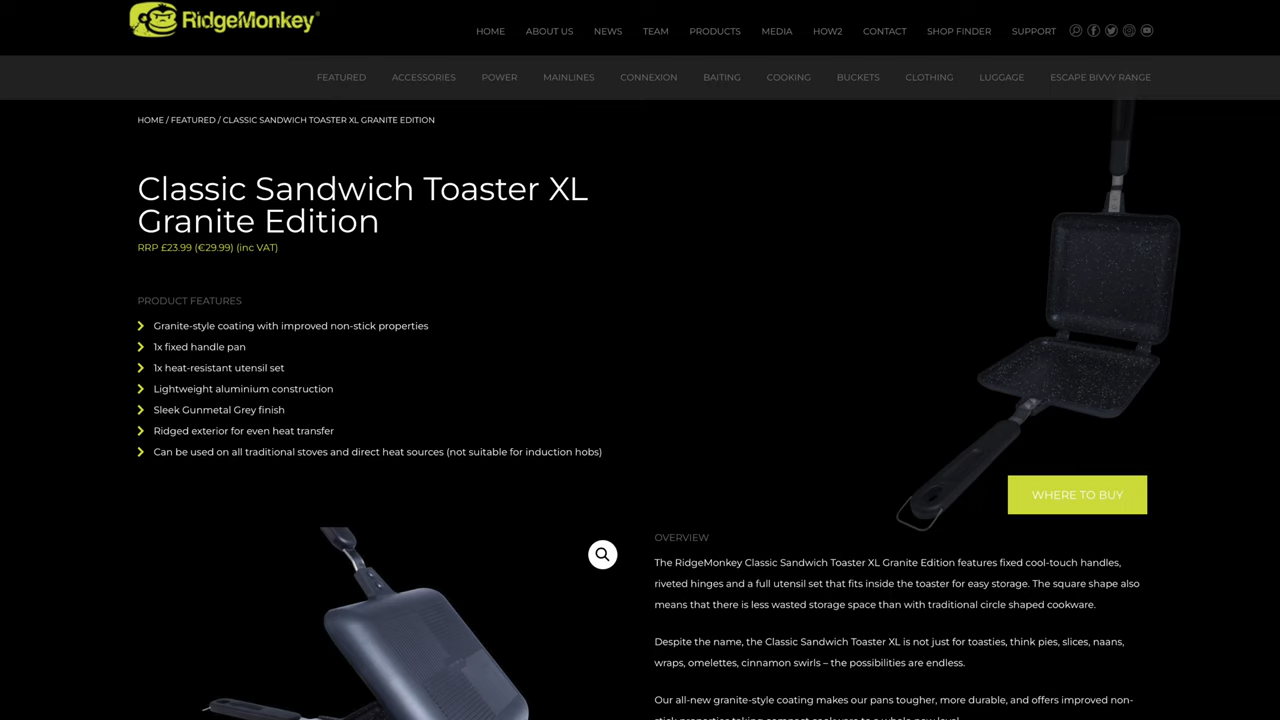 RidgeMonkey
HOME ABOUT US NEWS TEAM PRODUCTS MEDIA HOW2 CONTACT SHOP FINDER SUPPORT
FEATURED ACCESSORIES POWER MAINLINES CONNEXION BAITING COOKING BUCKETS CLOTHING LUGGAGE ESCAPE BIVVY RANGE
HOME / FEATURED / CLASSIC SANDWICH TOASTER XL GRANITE EDITION
Classic Sandwich Toaster XL
Granite Edition
RRP £23.99 (€29.99) (inc VAT)
PRODUCT FEATURES
Granite-style coating with improved non-stick properties
1x fixed handle pan
1x heat-resistant utensil set
Lightweight aluminium construction
Sleek Gunmetal Grey finish
Ridged exterior for even heat transfer
Can be used on all traditional stoves and direct heat sources (not suitable for induction hobs)
WHERE TO BUY
OVERVIEW
The RidgeMonkey Classic Sandwich Toaster XL Granite Edition features fixed cool-touch handles,
riveted hinges and a full utensil set that fits inside the toaster for easy storage. The square shape also
means that there is less wasted storage space than with traditional circle shaped cookware.
Despite the name, the Classic Sandwich Toaster XL is not just for toasties, think pies, slices, naans,
wraps, omelettes, cinnamon swirls – the possibilities are endless.
Our all-new granite-style coating makes our pans tougher, more durable, and offers improved non-
stick properties taking compact cookware to a whole new level.